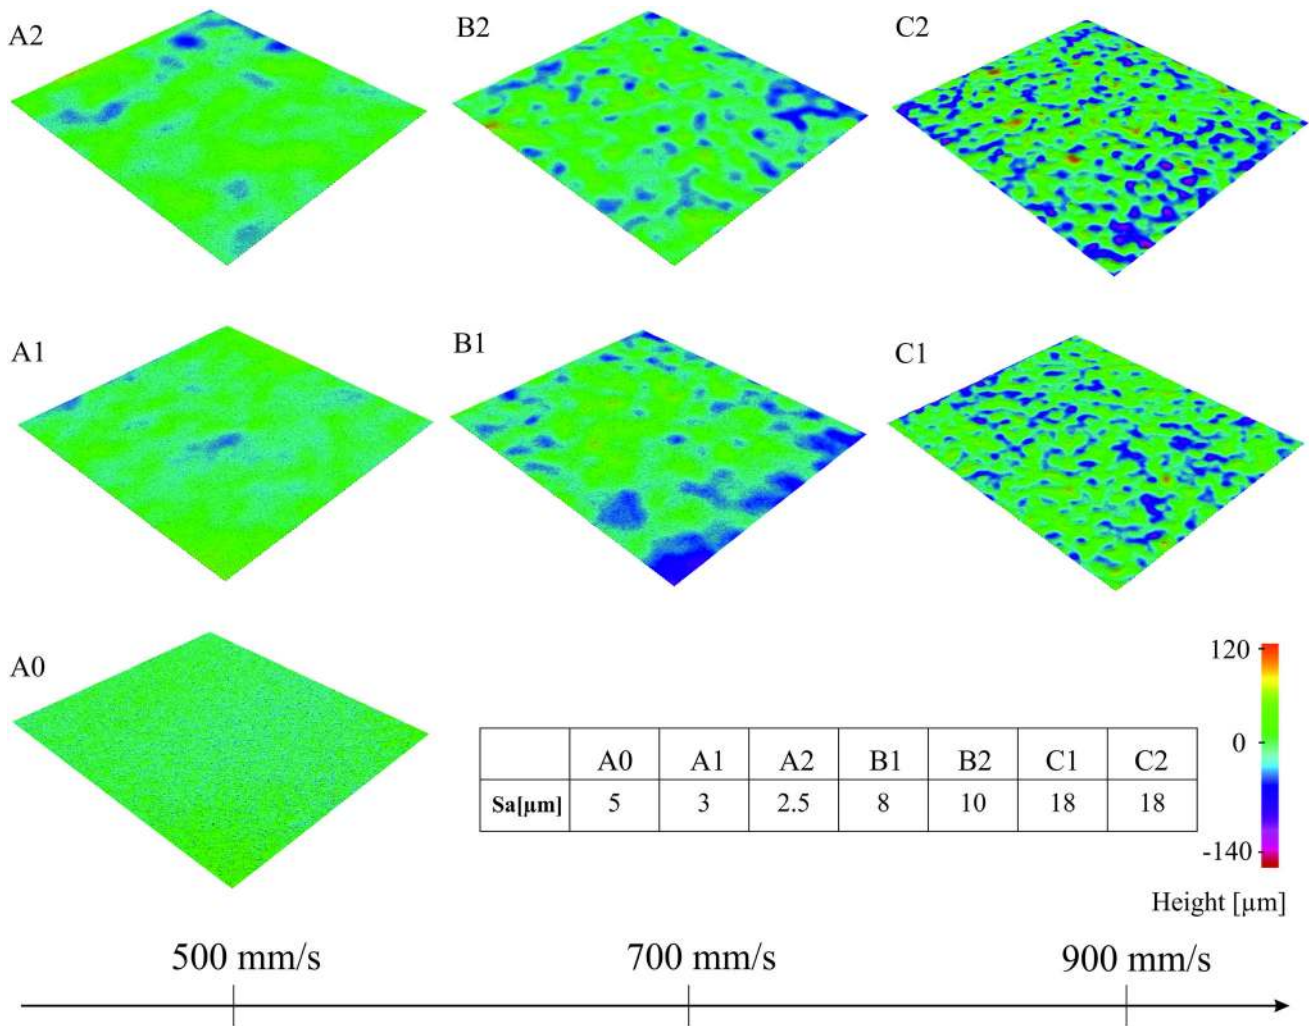 A2
B2
C2
A1
B1
C1
A0
A0 A1 A2 B1 B2 C1 C2
Sa[µm] 5 3 2.5 8 10 18 18
120
0
-140
Height [µm]
500 mm/s 700 mm/s 900 mm/s